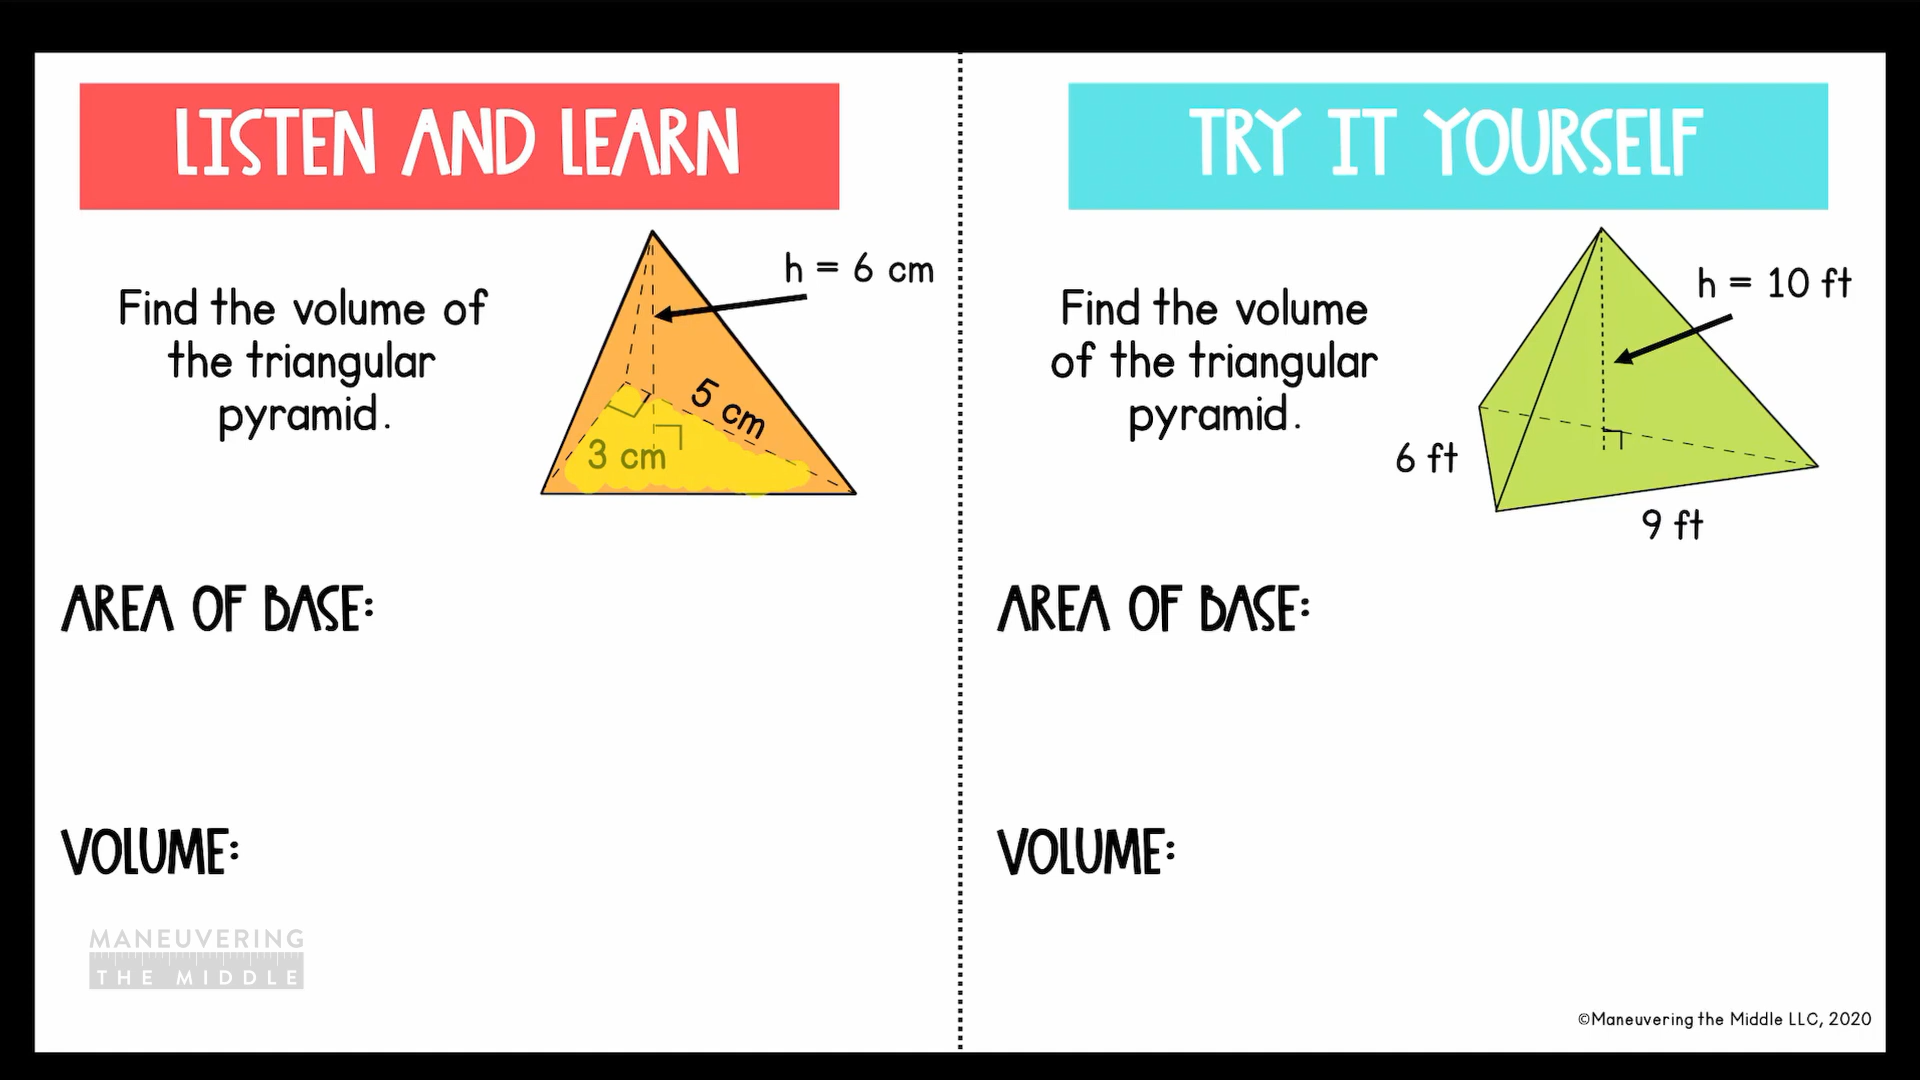 LISTEN AND LEARN
Find the volume of
the triangular
pyramid.
h = 6 cm
5 cm
3 cm
AREA OF BASE:
VOLUME:
MANEUVERING
THE MIDDLE
TRY IT YOURSELF
Find the volume
of the triangular
pyramid.
h = 10 ft
6 ft
9 ft
AREA OF BASE:
VOLUME:
©Maneuvering the Middle LLC, 2020